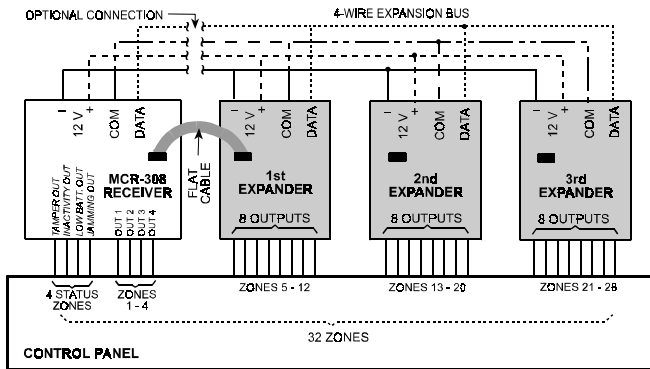 OPTIONAL CONNECTION
4-WIRE EXPANSION BUS
– 12 V +
COM
DATA
MCR-308
RECEIVER
TAMPER OUT
INACTIVITY OUT
LOW BATT. OUT
JAMMING OUT
OUT 1
OUT 2
OUT 3
OUT 4
FLAT
CABLE
– 12 V +
COM
DATA
1st
EXPANDER
8 OUTPUTS
– 12 V +
COM
DATA
2nd
EXPANDER
8 OUTPUTS
– 12 V +
COM
DATA
3rd
EXPANDER
8 OUTPUTS
4 STATUS
ZONES
ZONES
1 - 4
ZONES 5 - 12
ZONES 13 - 20
ZONES 21 - 28
32 ZONES
CONTROL PANEL